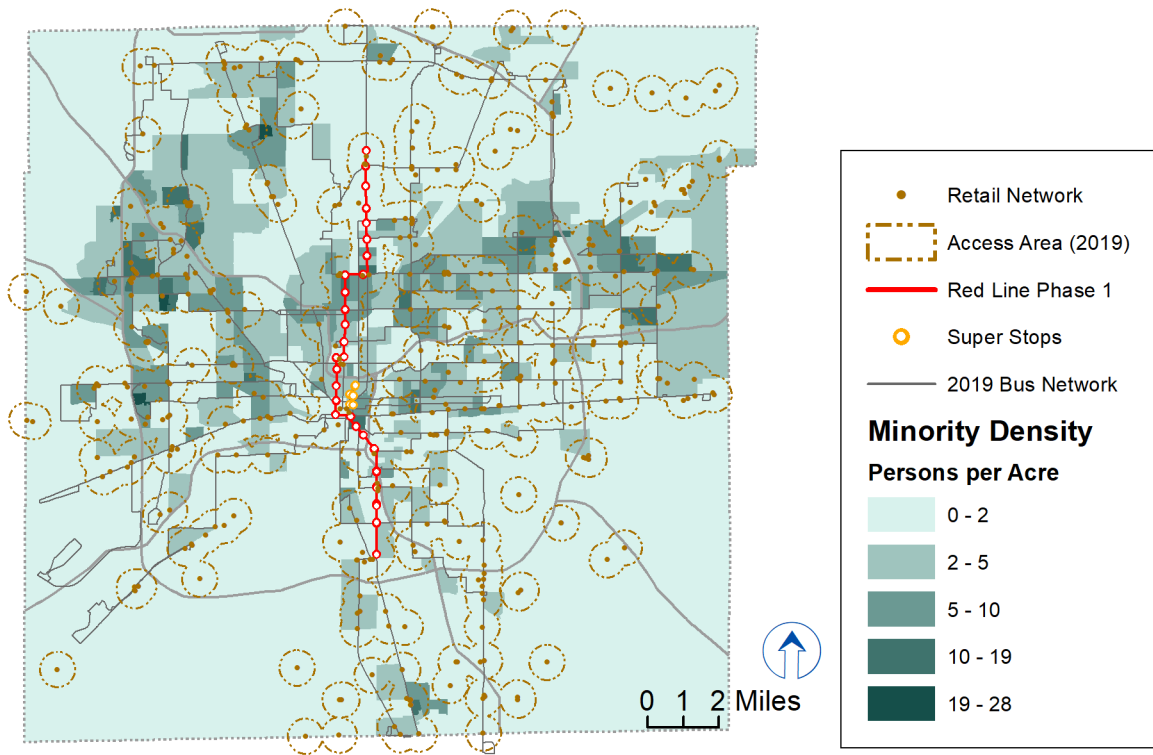 Retail Network
Access Area (2019)
Red Line Phase 1
Super Stops
2019 Bus Network
Minority Density
Persons per Acre
0 - 2
2 - 5
5 - 10
10 - 19
19 - 28
0 1 2 Miles